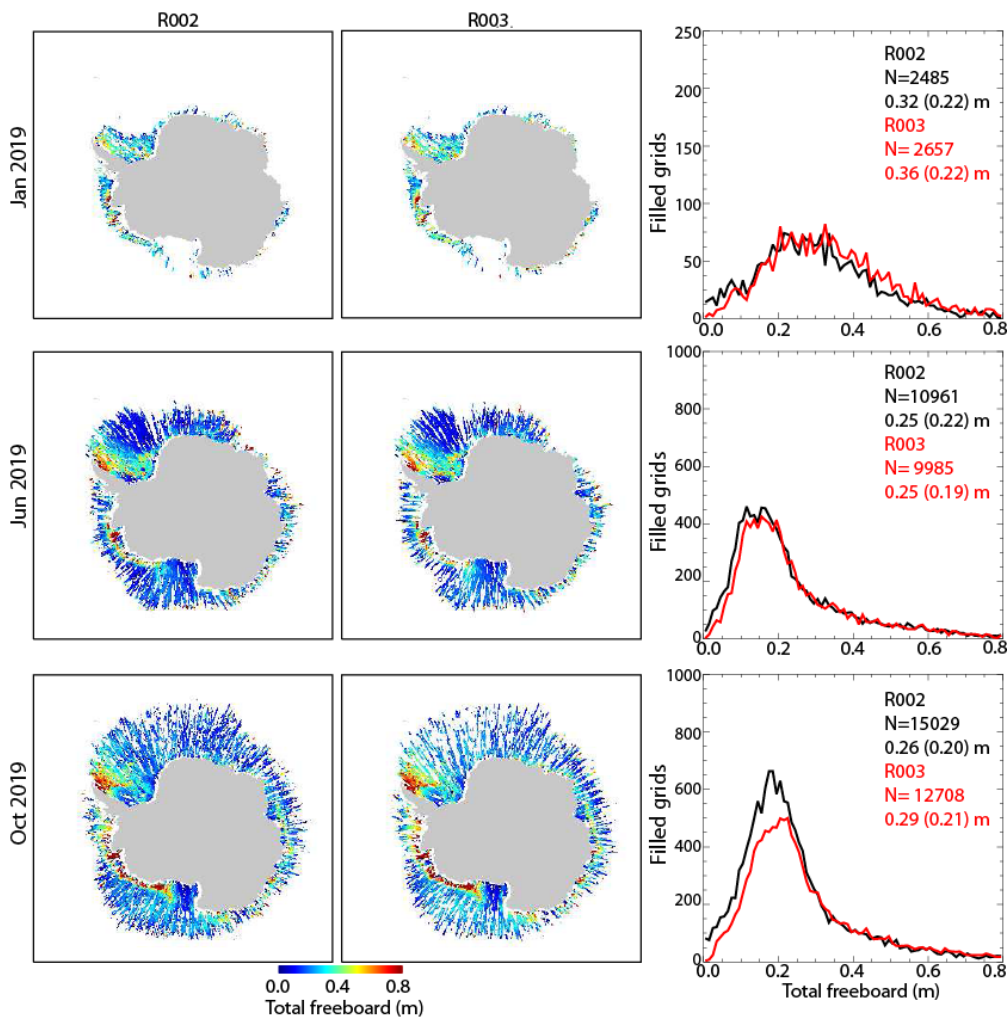 R002
R003.
Jan 2019
Jun 2019
Oct 2019
Filled grids
250
200
150
100
50
0
0.0 0.2 0.4 0.6 0.8
R002
N=2485
0.32 (0.22) m
R003
N= 2657
0.36 (0.22) m
Filled grids
1000
800
600
400
200
0
0.0 0.2 0.4 0.6 0.8
R002
N=10961
0.25 (0.22) m
R003
N= 9985
0.25 (0.19) m
Filled grids
1000
800
600
400
200
0
0.0 0.2 0.4 0.6 0.8
Total freeboard (m)
R002
N=15029
0.26 (0.20) m
R003
N= 12708
0.29 (0.21) m
0.0 0.4 0.8
Total freeboard (m)